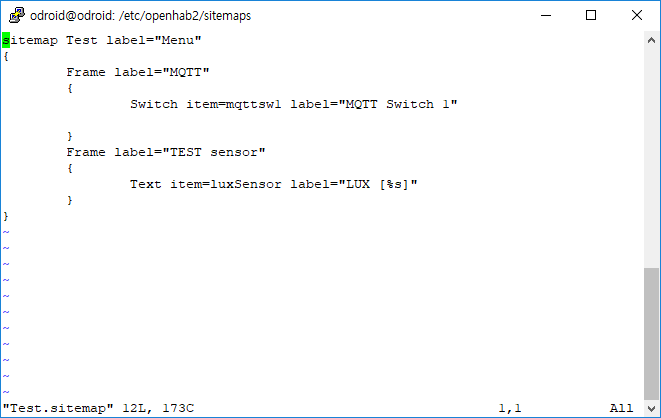 odroid@odroid: /etc/openhab2/sitemaps
sitemap Test label="Menu"
{
        Frame label="MQTT"
        {
                Switch item=mqttsw1 label="MQTT Switch 1"

        }
        Frame label="TEST sensor"
        {
                Text item=luxSensor label="LUX [%s]"
        }
}
~
~
~
~
~
~
~
~
~
~
~
"Test.sitemap" 12L, 173C 1,1 All